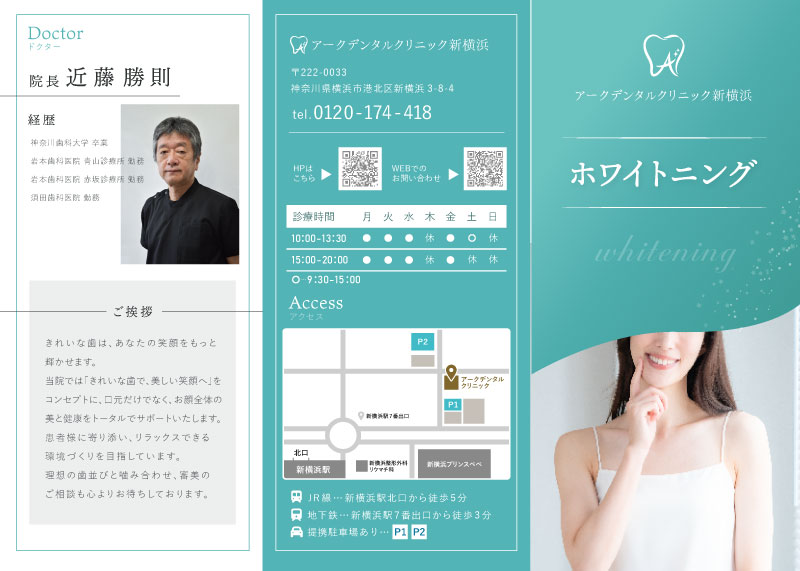 Doctor
ドクター
院長 近藤 勝則
経歴
神奈川歯科大学 卒業
岩本歯科医院 青山診療所 勤務
岩本歯科医院 赤坂診療所 勤務
須田歯科医院 勤務
ご挨拶
きれいな歯は、あなたの笑顔をもっと
輝かせます。
当院では「きれいな歯で、美しい笑顔へ」を
コンセプトに、口元だけでなく、お顔全体の
美と健康をトータルでサポートいたします。
患者様に寄り添い、リラックスできる
環境づくりを目指しています。
理想の歯並びと噛み合わせ、審美の
ご相談も心よりお待ちしております。
アークデンタルクリニック新横浜
〒222-0033
神奈川県横浜市港北区新横浜 3-8-4
tel.0120-174-418
HPは
こちら
WEBでの
お問い合わせ
診療時間 月 火 水 木 金 土 日
10:00-13:30 ● ● ● 休 ● ○ 休
15:00-20:00 ● ● ● 休 ● 休 休
○…9:30-15:00
Access
アクセス
P2
アークデンタル
クリニック
P1
新横浜駅7番出口
北口
新横浜駅
新横浜整形外科
リウマチ科
新横浜プリンスペペ
JR線…新横浜駅北口から徒歩5分
地下鉄…新横浜駅7番出口から徒歩3分
提携駐車場あり…P1 P2
A
アークデンタルクリニック新横浜
ホワイトニング
whitening